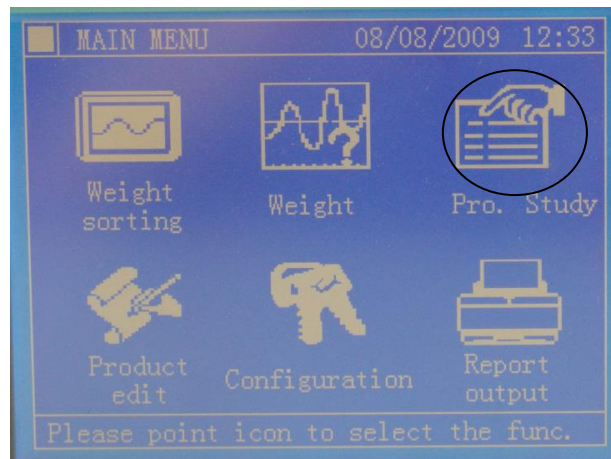 MAIN MENU 08/08/2009 12:33
Weight
sorting
Weight
Pro. Study
Product
edit
Configuration
Report
output
Please point icon to select the func.